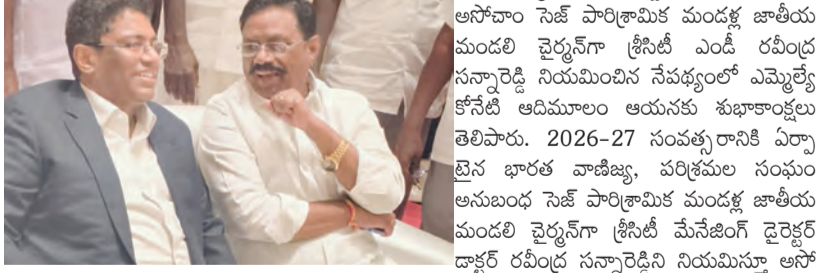 అసోచాం సెజ్ పారిశ్రామిక మండళ్ల జాతీయ
మండలి చైర్మన్‌గా శ్రీసిటీ ఎండీ రవీంద్ర
సన్నారెడ్డి నియమించిన నేపథ్యంలో ఎమ్మెల్యే
కోనేటి ఆదిమూలం ఆయనకు శుభాకాంక్షలు
తెలిపారు. 2026-27 సంవత్సరానికి ఏర్పా
టైన భారత వాణిజ్య, పరిశ్రమల సంఘం
అనుబంధ సెజ్ పారిశ్రామిక మండళ్ల జాతీయ
మండలి చైర్మన్‌గా శ్రీసిటీ మేనేజింగ్ డైరెక్టర్
డాక్టర్ రవీంద్ర సన్నారెడ్డిని నియమిస్తూ అసో